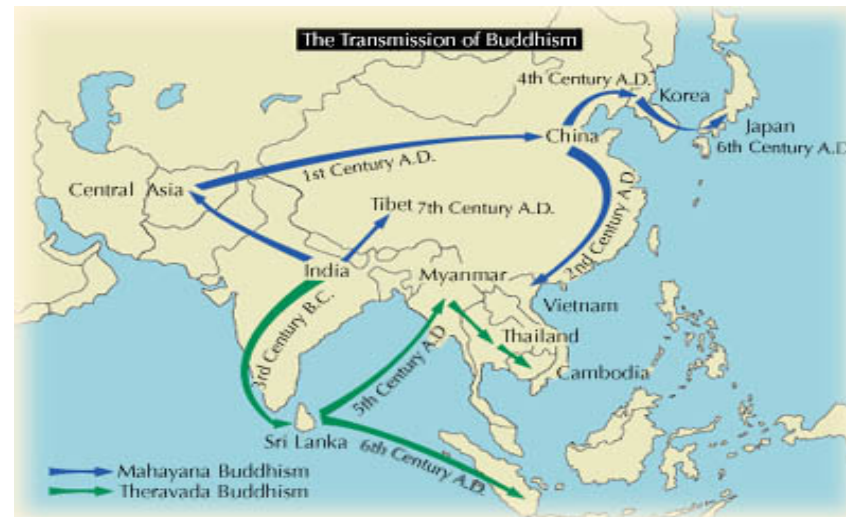 The Transmission of Buddhism
4th Century A.D.
Korea
Japan
6th Century A.D
China
1st Century A.D.
Central Asia
Tibet 7th Century A.D.
2nd Century A.D.
India
Myanmar
Vietnam
3rd Century B.C.
Thailand
5th Century A.D
Cambodia
Sri Lanka
6th Century A.D.
Mahayana Buddhism
Theravada Buddhism